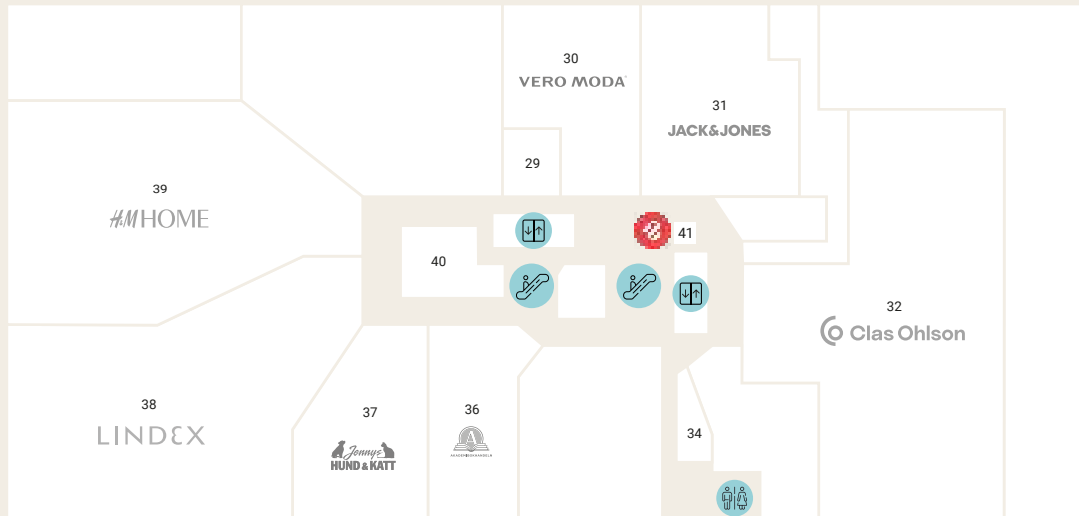 30
VERO MODA
31
JACK&JONES
29
39
H&M HOME
41
40
32
Clas Ohlson
38
LINDEX
37
Jonnys
HUND & KATT
36
A
AKADEMIBOKHANDELN
34